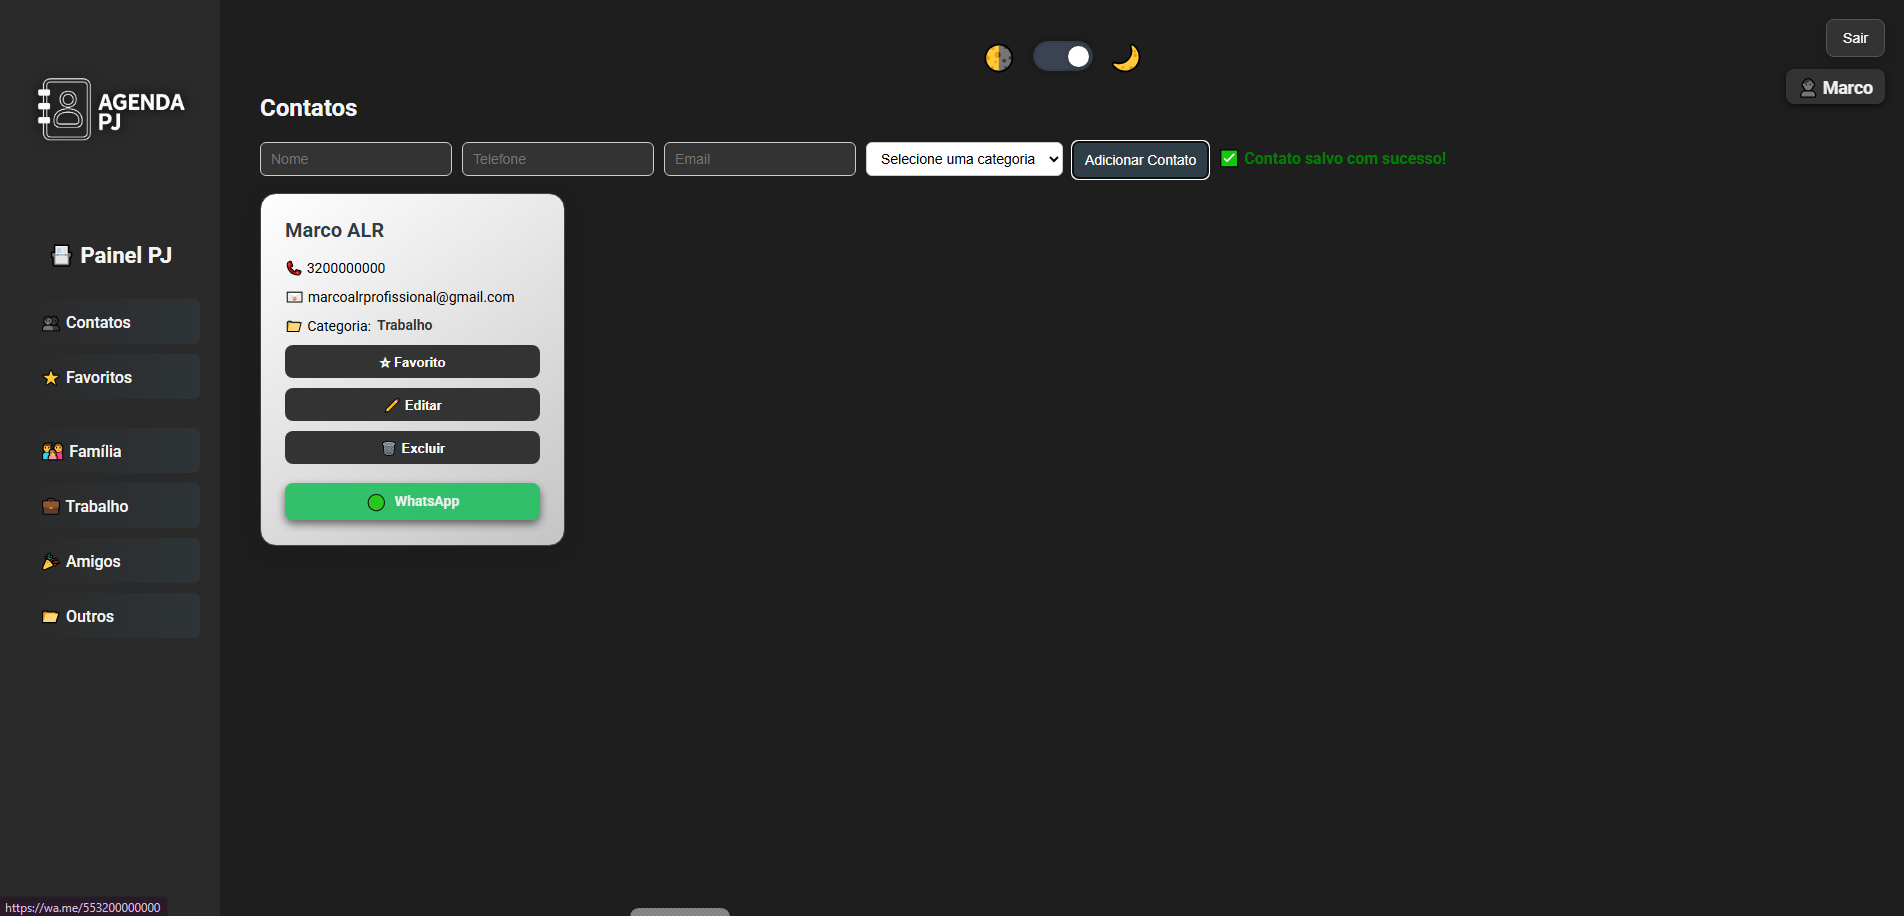 AGENDA
PJ
Painel PJ
Contatos
Favoritos
Família
Trabalho
Amigos
Outros
Sair
Marco
Contatos
Nome
Telefone
Email
Selecione uma categoria
Adicionar Contato
✅ Contato salvo com sucesso!
Marco ALR
3200000000
marcoalrprofissional@gmail.com
Categoria: Trabalho
☆ Favorito
Editar
Excluir
WhatsApp
https://wa.me/553200000000